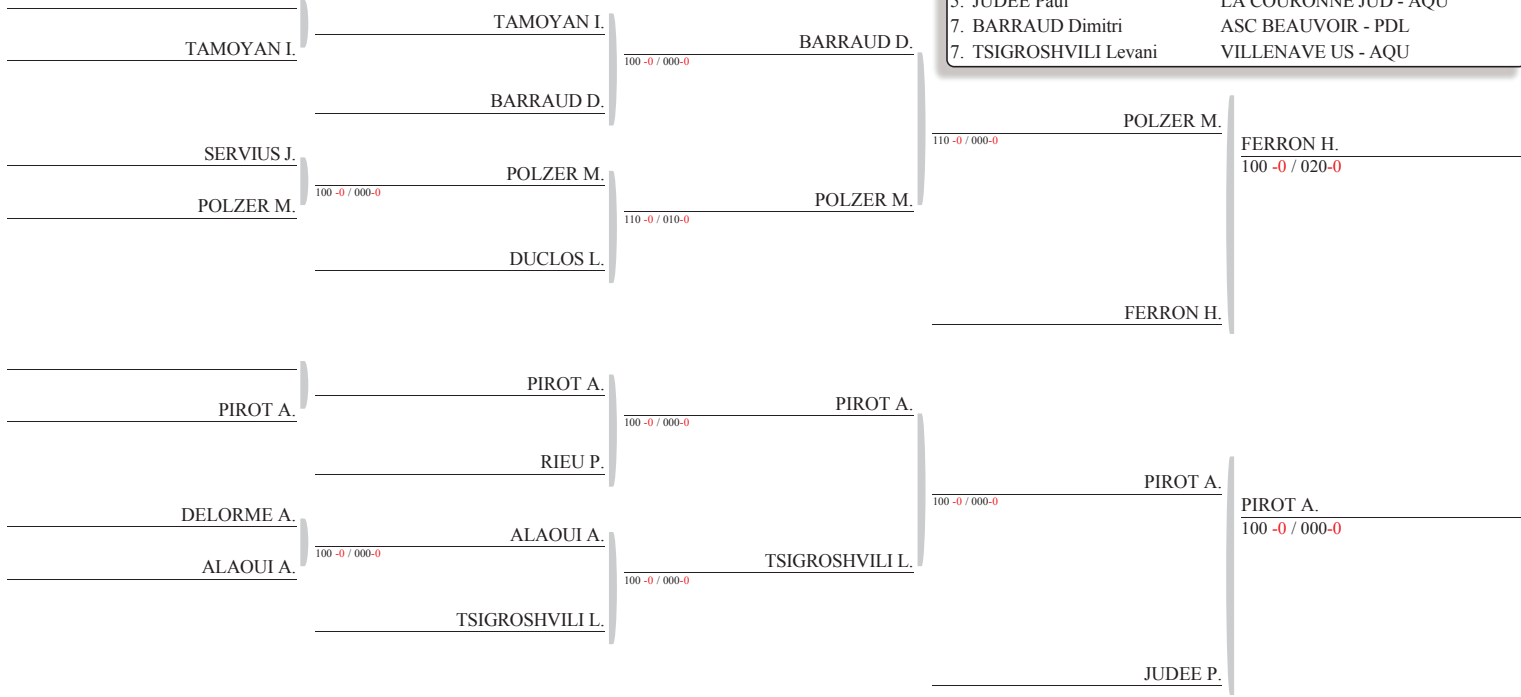 5. JUDEE Paul LA COURONNE JUD - AQU
7. BARRAUD Dimitri ASC BEAUVOIR - PDL
7. TSIGROSHVILI Levani VILLENAVE US - AQU
TAMOYAN I.
TAMOYAN I.
BARRAUD D.
100 -0 / 000-0
BARRAUD D.
POLZER M.
110 -0 / 000-0
FERRON H.
100 -0 / 020-0
SERVIUS J.
POLZER M.
100 -0 / 000-0
POLZER M.
POLZER M.
110 -0 / 010-0
DUCLOS L.
FERRON H.
PIROT A.
PIROT A.
PIROT A.
100 -0 / 000-0
RIEU P.
PIROT A.
100 -0 / 000-0
PIROT A.
100 -0 / 000-0
DELORME A.
ALAOUI A.
100 -0 / 000-0
ALAOUI A.
TSIGROSHVILI L.
100 -0 / 000-0
TSIGROSHVILI L.
JUDEE P.